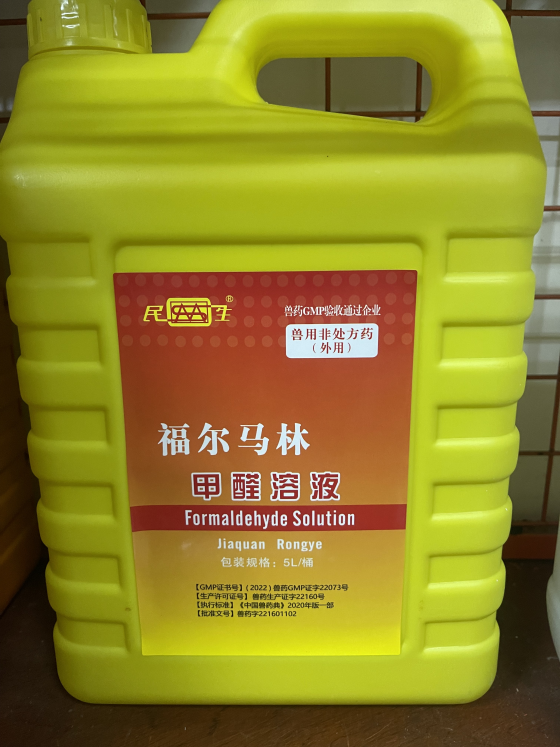 民生®
兽药GMP验收通过企业
兽用非处方药
（外用）
福尔马林
甲醛溶液
Formaldehyde Solution
Jiaquan Rongye
包装规格：5L/桶
【GMP证书号】(2022) 兽药GMP证字22073号
【生产许可证号】兽药生产证字22160号
【执行标准】《中国兽药典》2020年版一部
【批准文号】兽药字221601102